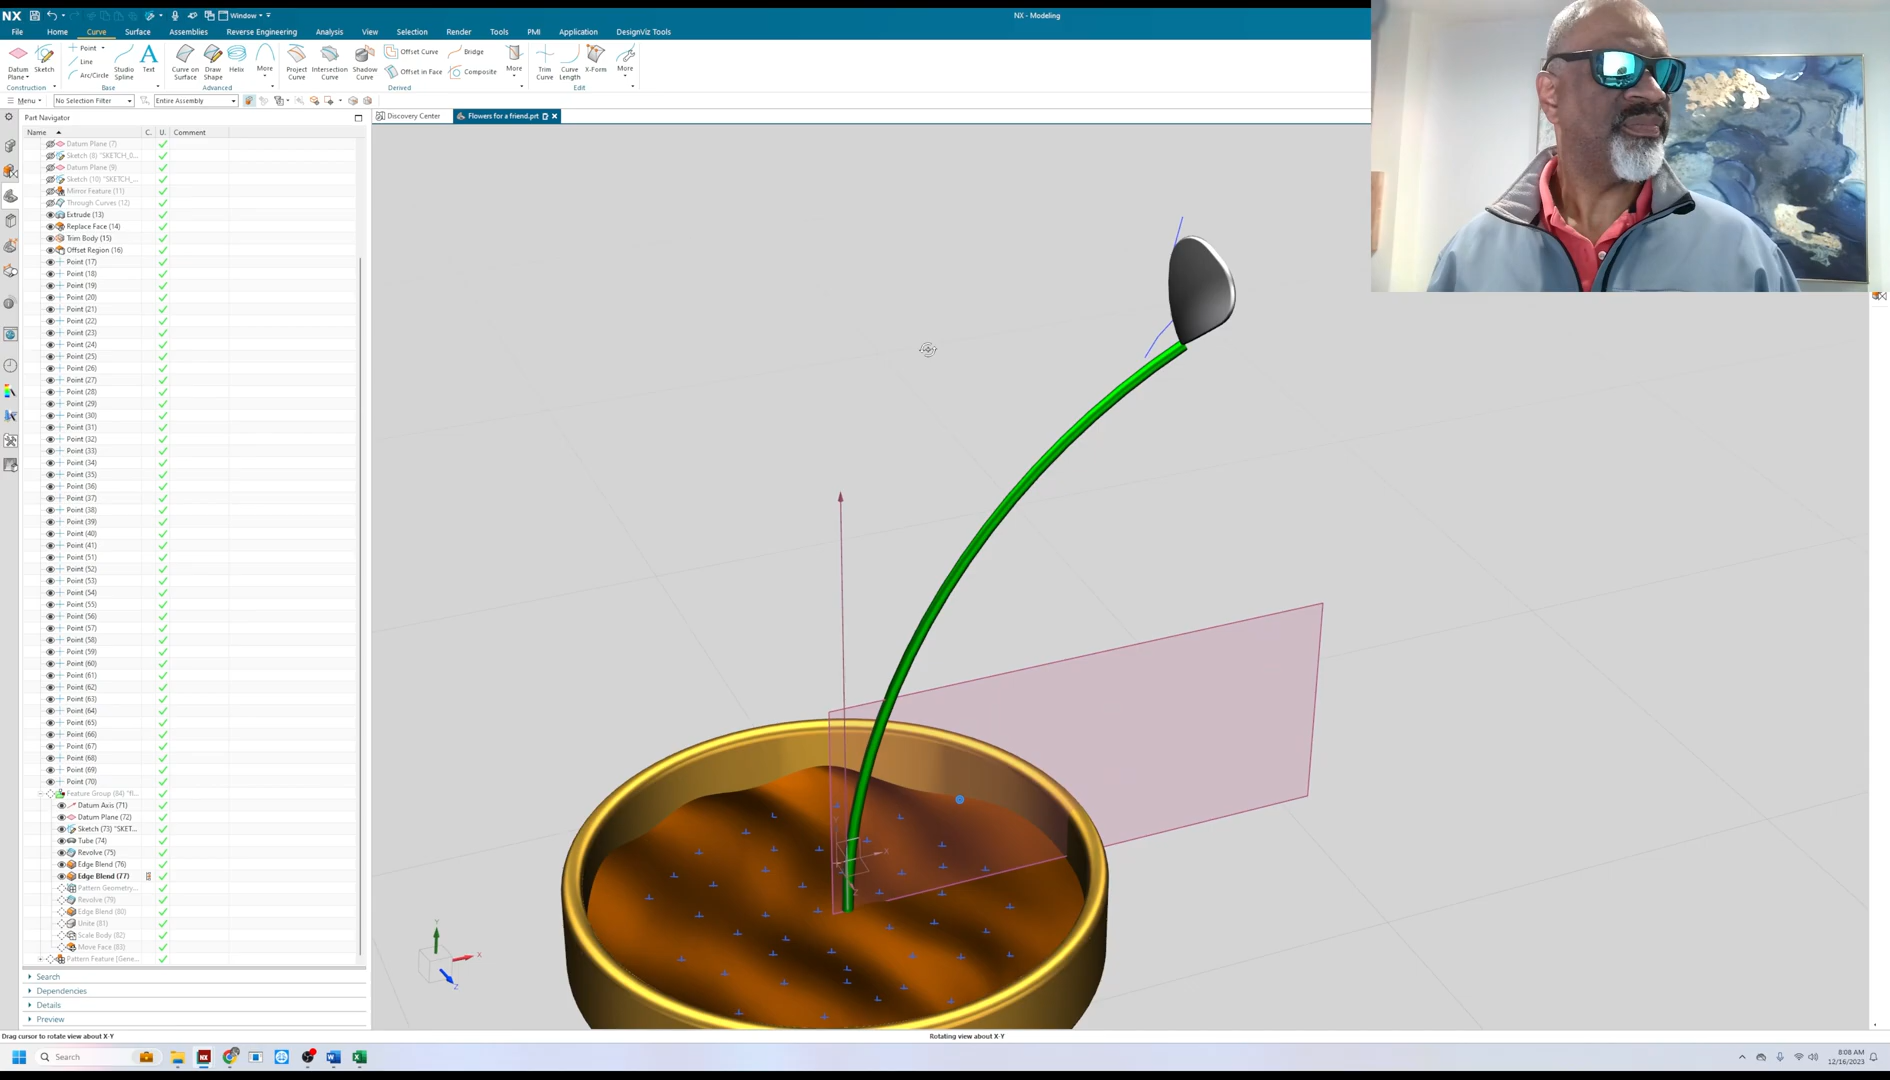 NX Window
NX - Modeling
File Home Curve Surface Assemblies Reverse Engineering Analysis View Selection Render Tools PMI Application DesignViz Tools
Datum Plane Sketch Point Line Arc/Circle Studio Spline Text Curve on Surface Draw Shape Helix More Project Curve Intersection Curve Shadow Curve Offset Curve Offset in Face Bridge Composite More Trim Curve Curve Length X-Form More
Construction Base Advanced Derived Edit
Menu No Selection Filter Entire Assembly
Part Navigator
Discovery Center Flowers for a friend.prt
Name C. U. Comment
Datum Plane (7)
Sketch (8) "SKETCH_0...
Datum Plane (9)
Sketch (10) "SKETCH_...
Mirror Feature (11)
Through Curves (12)
Extrude (13)
Replace Face (14)
Trim Body (15)
Offset Region (16)
Point (17)
Point (18)
Point (19)
Point (20)
Point (21)
Point (22)
Point (23)
Point (24)
Point (25)
Point (26)
Point (27)
Point (28)
Point (29)
Point (30)
Point (31)
Point (32)
Point (33)
Point (34)
Point (35)
Point (36)
Point (37)
Point (38)
Point (39)
Point (40)
Point (41)
Point (51)
Point (52)
Point (53)
Point (54)
Point (55)
Point (56)
Point (57)
Point (58)
Point (59)
Point (60)
Point (61)
Point (62)
Point (63)
Point (64)
Point (65)
Point (66)
Point (67)
Point (68)
Point (69)
Point (70)
Feature Group (84) "fl...
Datum Axis (71)
Datum Plane (72)
Sketch (73) "SKET...
Tube (74)
Revolve (75)
Edge Blend (76)
Edge Blend (77)
Pattern Geometry...
Revolve (79)
Edge Blend (80)
Unite (81)
Scale Body (82)
Move Face (83)
Pattern Feature [Gene...
Search
Dependencies
Details
Preview
Y
X
Z
X
Drag cursor to rotate view about X-Y
Rotating view about X-Y
Search
8:08 AM
12/16/2023